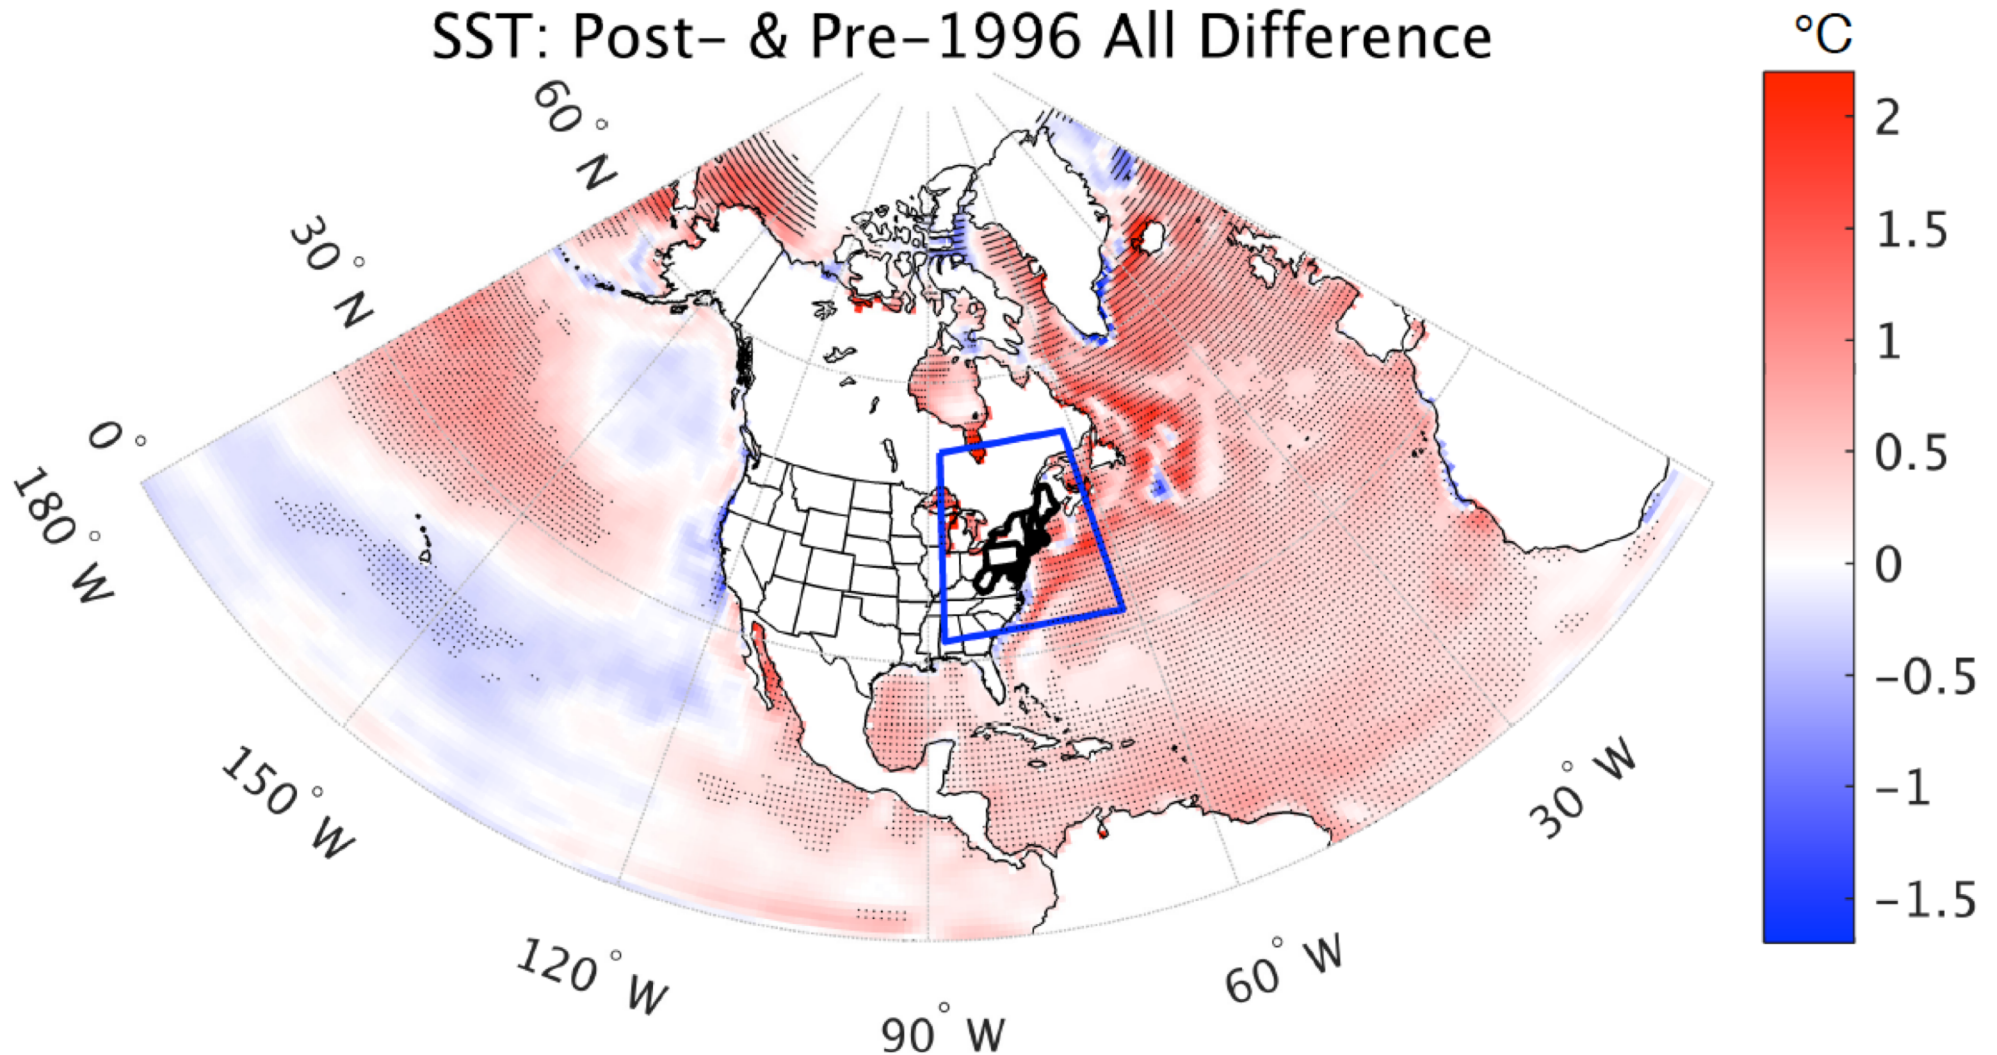 SST: Post- & Pre-1996 All Difference
°C
60° N
30° N
0°
180° W
150° W
120° W
90° W
60° W
30° W
2
1.5
1
0.5
0
-0.5
-1
-1.5